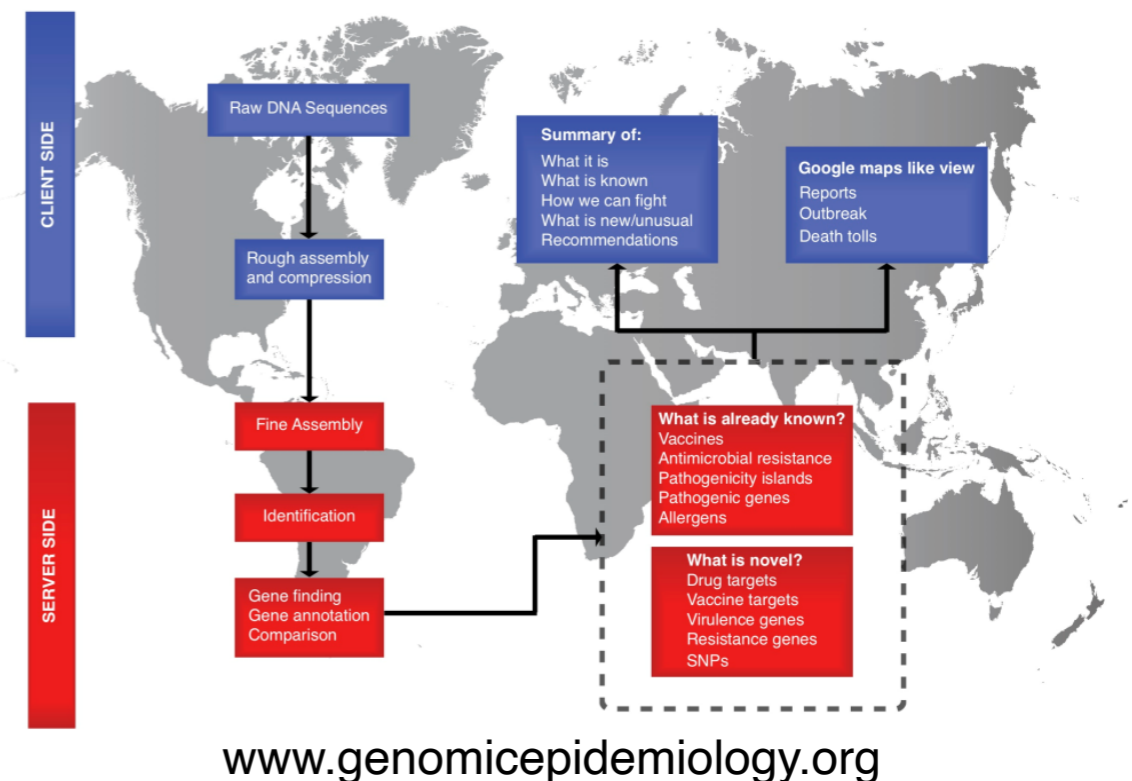 CLIENT SIDE
Raw DNA Sequences
Rough assembly
and compression
Summary of:
What it is
What is known
How we can fight
What is new/unusual
Recommendations
Google maps like view
Reports
Outbreak
Death tolls
SERVER SIDE
Fine Assembly
Identification
Gene finding
Gene annotation
Comparison
What is already known?
Vaccines
Antimicrobial resistance
Pathogenicity islands
Pathogenic genes
Allergens
What is novel?
Drug targets
Vaccine targets
Virulence genes
Resistance genes
SNPs
www.genomicepidemiology.org